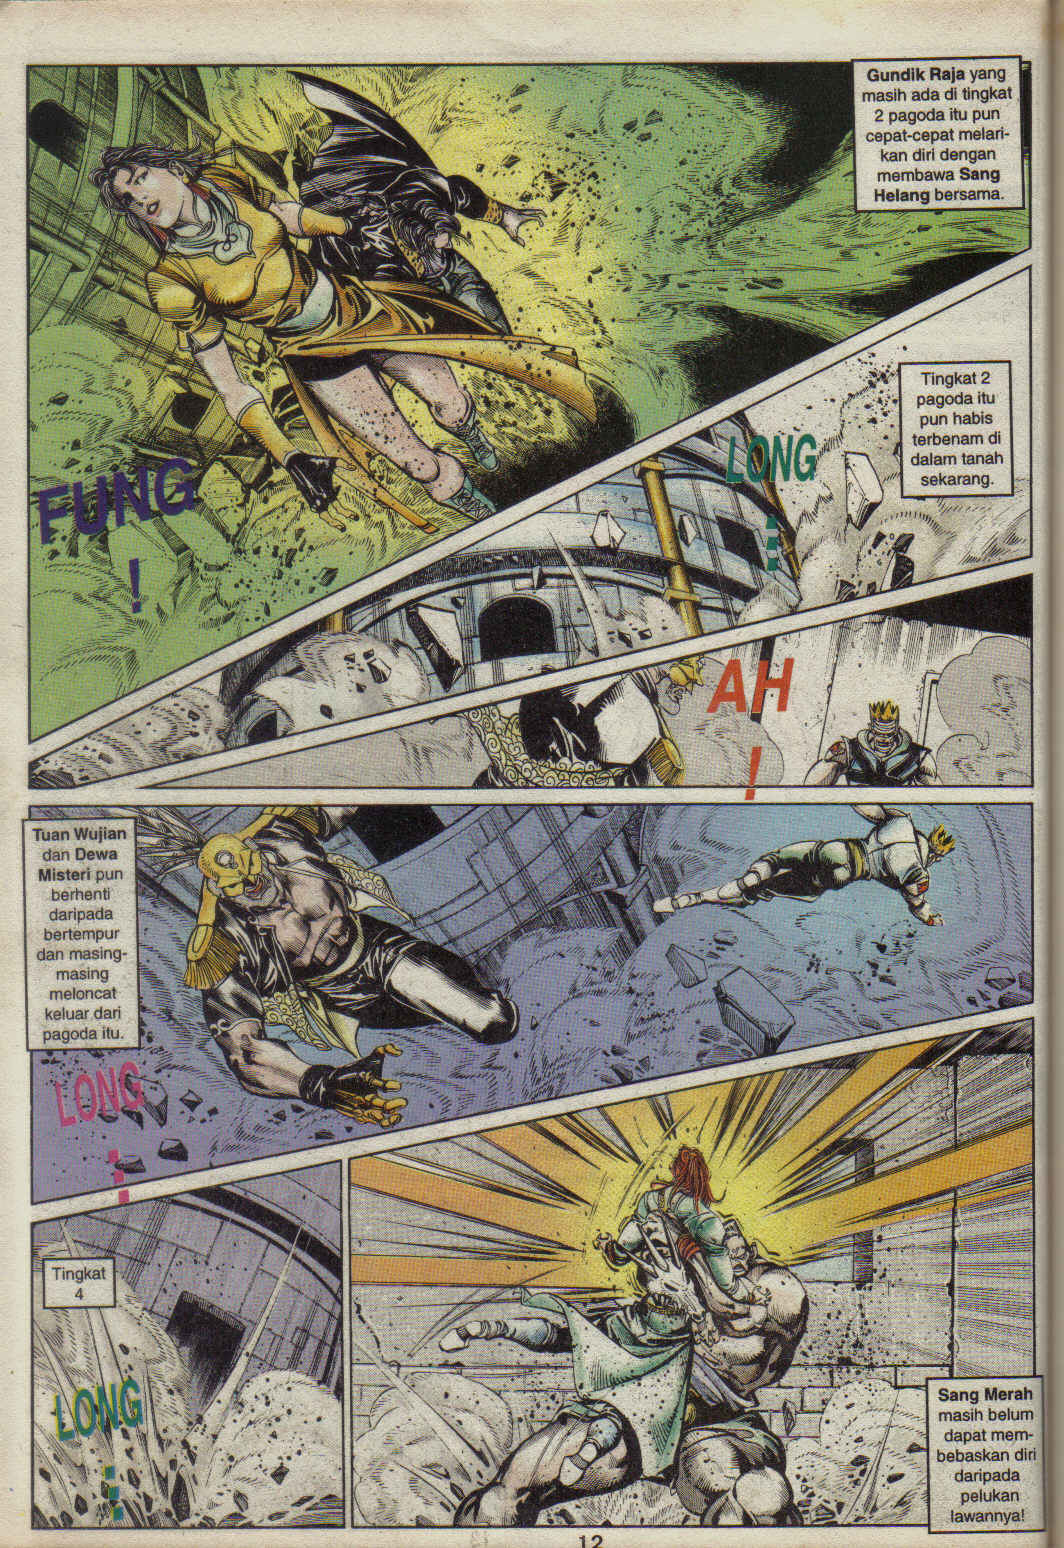 Gundik Raja yang
masih ada di tingkat
2 pagoda itu pun
cepat-cepat melari-
kan diri dengan
membawa Sang
Helang bersama.
FUNG
!
Tingkat 2
pagoda itu
pun habis
terbenam di
dalam tanah
sekarang.
LONG
AH
!
Tuan Wujian
dan Dewa
Misteri pun
berhenti
daripada
bertempur
dan masing-
masing
meloncat
keluar dari
pagoda itu.
LONG
Tingkat
4
LONG
Sang Merah
masih belum
dapat mem-
bebaskan diri
daripada
pelukan
lawannya!
12